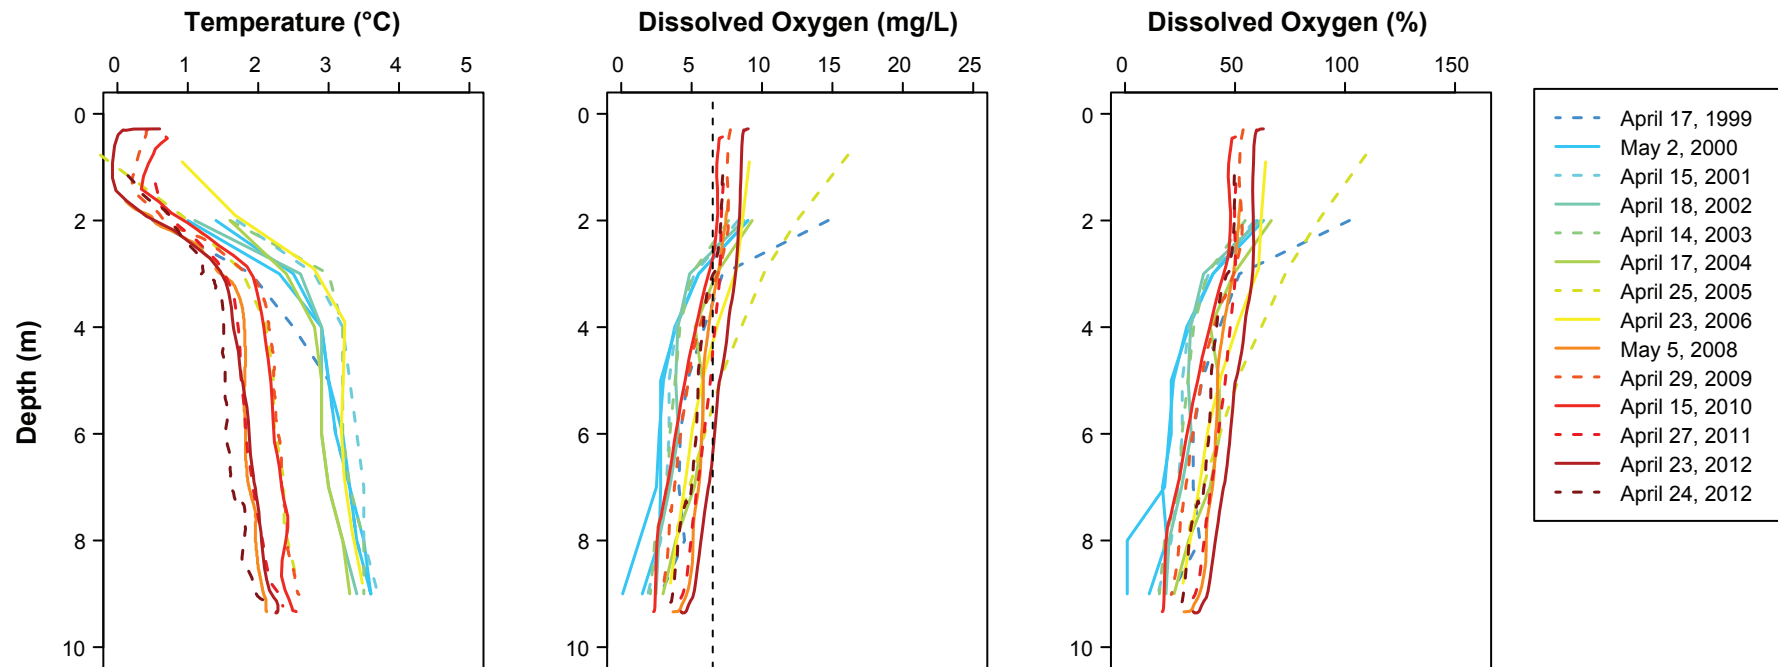 Temperature (°C)
0 1 2 3 4 5
Dissolved Oxygen (mg/L)
0 5 10 15 20 25
Dissolved Oxygen (%)
0 50 100 150
Depth (m)
0
2
4
6
8
10
0
2
4
6
8
10
0
2
4
6
8
10
April 17, 1999
May 2, 2000
April 15, 2001
April 18, 2002
April 14, 2003
April 17, 2004
April 25, 2005
April 23, 2006
May 5, 2008
April 29, 2009
April 15, 2010
April 27, 2011
April 23, 2012
April 24, 2012